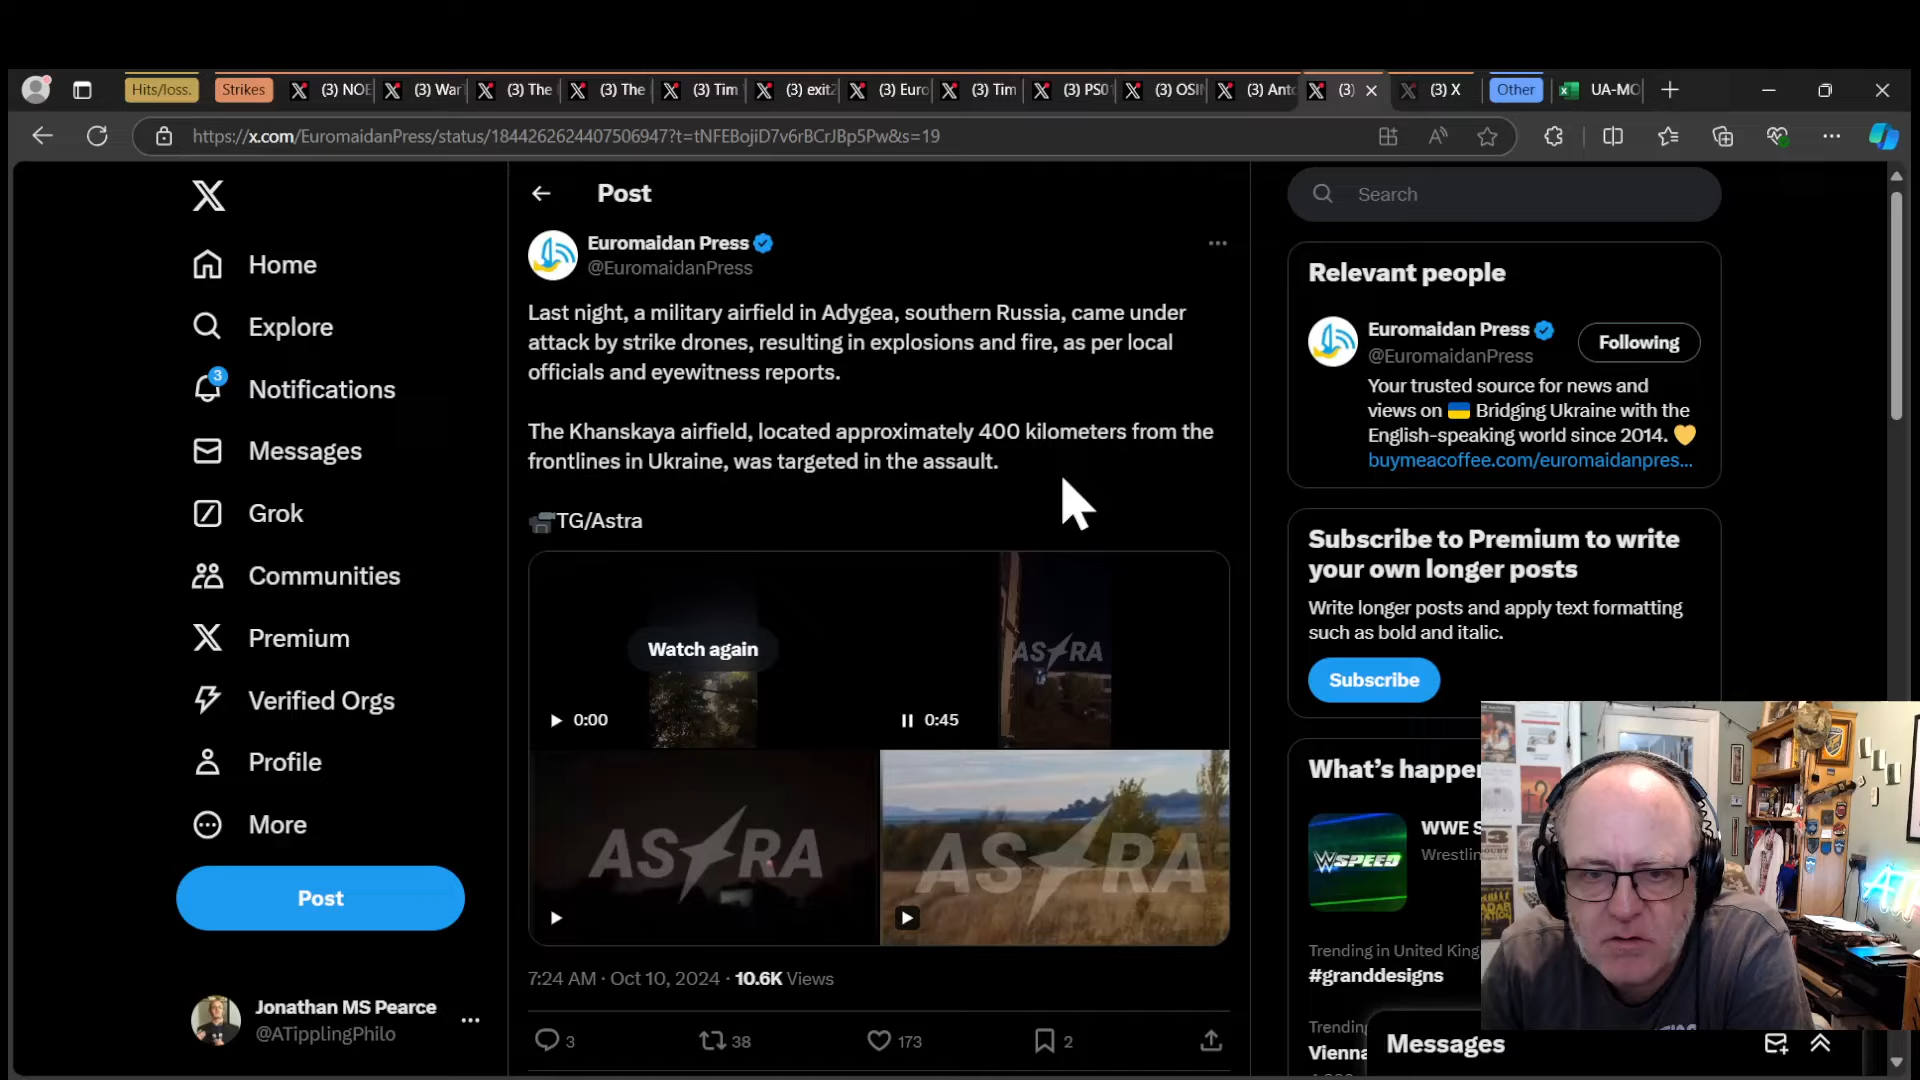 Hits/loss.
Strikes
(3) NOE
(3) War
(3) The
(3) The
(3) Tim
(3) exit
(3) Euro
(3) Tim
(3) PS01
(3) OSIN
(3) Anto
(3)
(3) X
Other
UA-MO
https://x.com/EuromaidanPress/status/1844262624407506947?t=tNFEBojiD7v6rBCrJBp5Pw&s=19
Home
Explore
3
Notifications
Messages
Grok
Communities
Premium
Verified Orgs
Profile
More
Post
Jonathan MS Pearce
@ATipplingPhilo
Post
Euromaidan Press
@EuromaidanPress
Last night, a military airfield in Adygea, southern Russia, came under
attack by strike drones, resulting in explosions and fire, as per local
officials and eyewitness reports.
The Khanskaya airfield, located approximately 400 kilometers from the
frontlines in Ukraine, was targeted in the assault.
TG/Astra
Watch again
0:00
ASTRA
0:45
ASTRA
ASTRA
7:24 AM · Oct 10, 2024 · 10.6K Views
3
38
173
2
Search
Relevant people
Euromaidan Press
@EuromaidanPress
Following
Your trusted source for news and
views on 🇺🇦 Bridging Ukraine with the
English-speaking world since 2014. 💛
buymeacoffee.com/euromaidanpres...
Subscribe to Premium to write
your own longer posts
Write longer posts and apply text formatting
such as bold and italic.
Subscribe
What's happe
WWE S
Wrestlin
W SPEED
Trending in United King
#granddesigns
Trending
Vienna
Messages